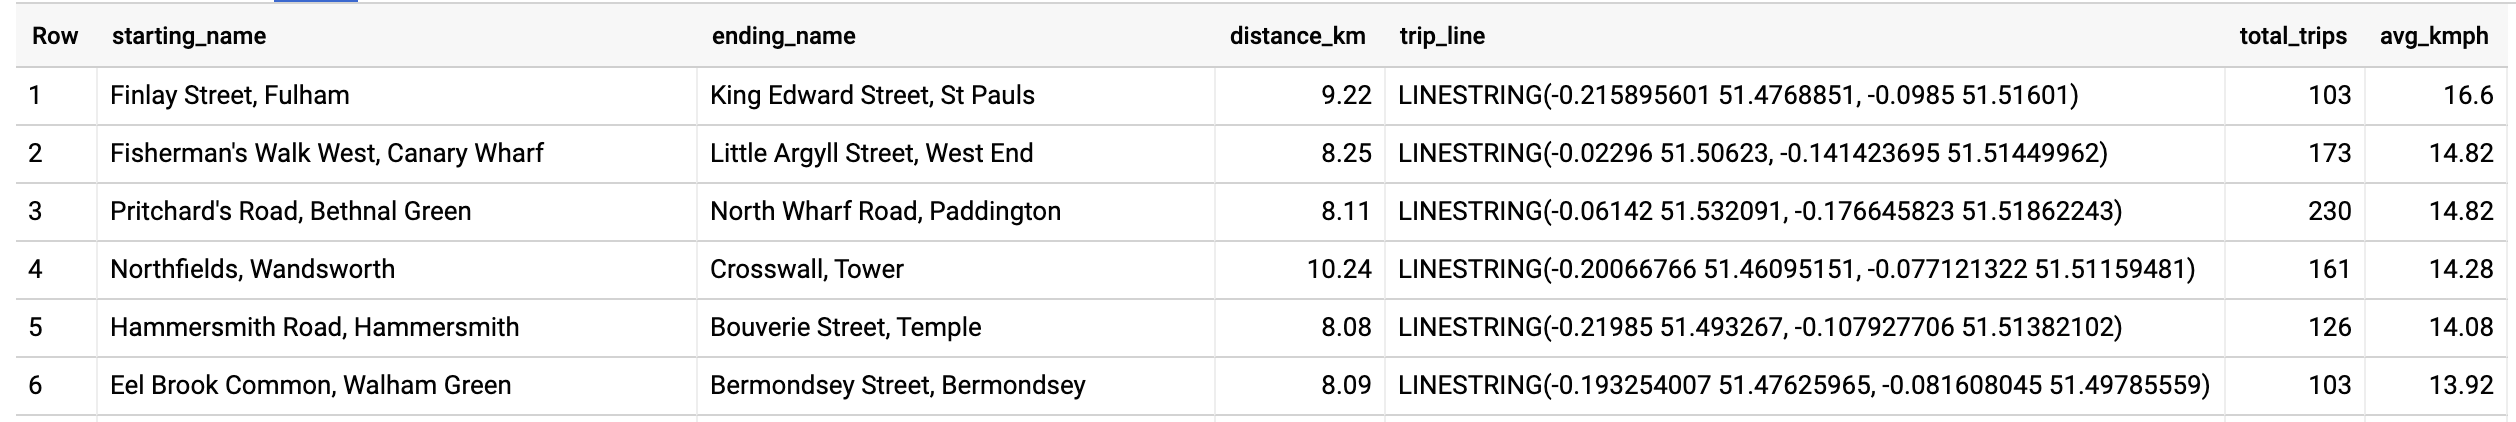 Row starting_name ending_name distance_km trip_line total_trips avg_kmph
1 Finlay Street, Fulham King Edward Street, St Pauls 9.22 LINESTRING(-0.215895601 51.4768851, -0.0985 51.51601) 103 16.6
2 Fisherman's Walk West, Canary Wharf Little Argyll Street, West End 8.25 LINESTRING(-0.02296 51.50623, -0.141423695 51.51449962) 173 14.82
3 Pritchard's Road, Bethnal Green North Wharf Road, Paddington 8.11 LINESTRING(-0.06142 51.532091, -0.176645823 51.51862243) 230 14.82
4 Northfields, Wandsworth Crosswall, Tower 10.24 LINESTRING(-0.20066766 51.46095151, -0.077121322 51.51159481) 161 14.28
5 Hammersmith Road, Hammersmith Bouverie Street, Temple 8.08 LINESTRING(-0.21985 51.493267, -0.107927706 51.51382102) 126 14.08
6 Eel Brook Common, Walham Green Bermondsey Street, Bermondsey 8.09 LINESTRING(-0.193254007 51.47625965, -0.081608045 51.49785559) 103 13.92